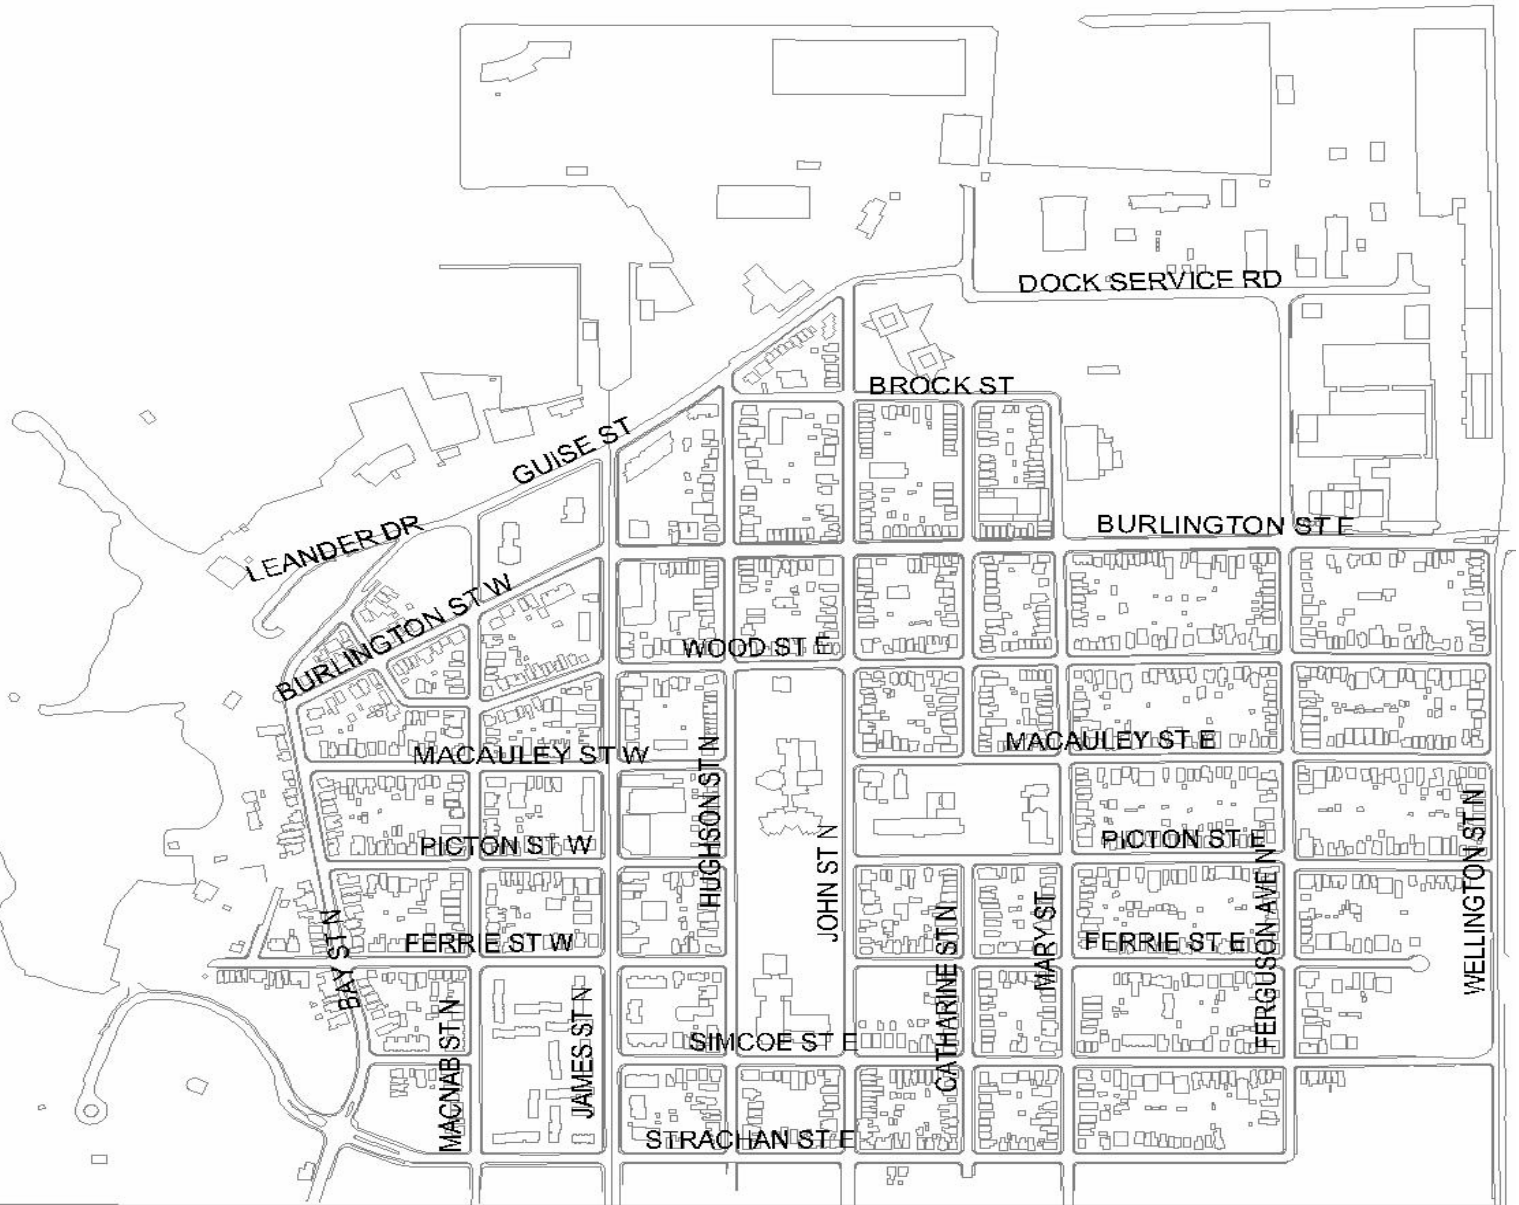 DOCK SERVICE RD
BROCK ST
GUISE ST
LEANDER DR
BURLINGTON ST E
BURLINGTON ST W
WOOD ST E
MACAULEY ST W
MACAULEY ST E
HUGHSON ST N
PICTON ST W
PICTON ST E
JOHN ST N
WELLINGTON ST N
FERRIE ST W
FERRIE ST E
BAY ST N
CATHARINE ST N
MARY ST
FERGUSON AVE N
MACNAB ST N
JAMES ST N
SIMCOE ST E
STRACHAN ST E